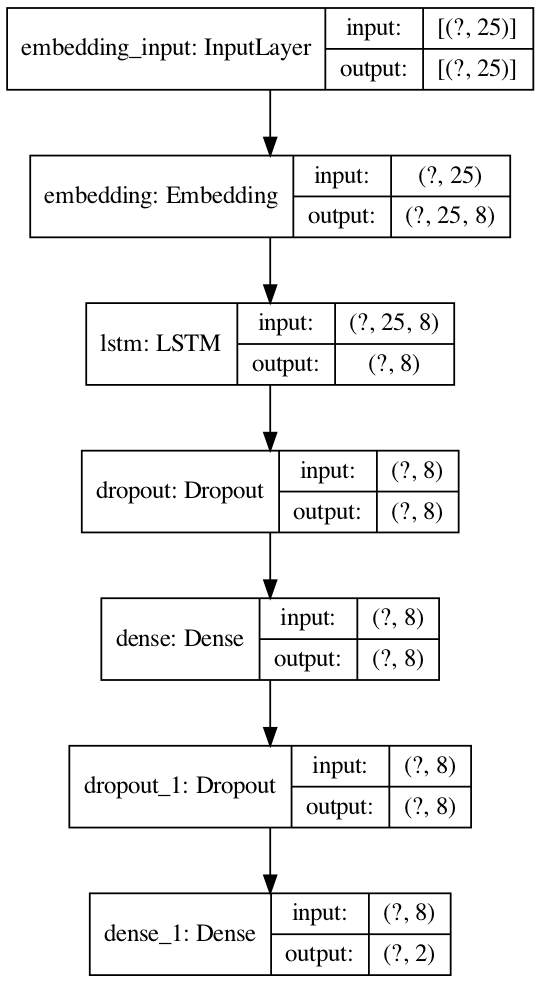 embedding_input: InputLayer
input:
[(?, 25)]
output:
[(?, 25)]
embedding: Embedding
input:
(?, 25)
output:
(?, 25, 8)
lstm: LSTM
input:
(?, 25, 8)
output:
(?, 8)
dropout: Dropout
input:
(?, 8)
output:
(?, 8)
dense: Dense
input:
(?, 8)
output:
(?, 8)
dropout_1: Dropout
input:
(?, 8)
output:
(?, 8)
dense_1: Dense
input:
(?, 8)
output:
(?, 2)